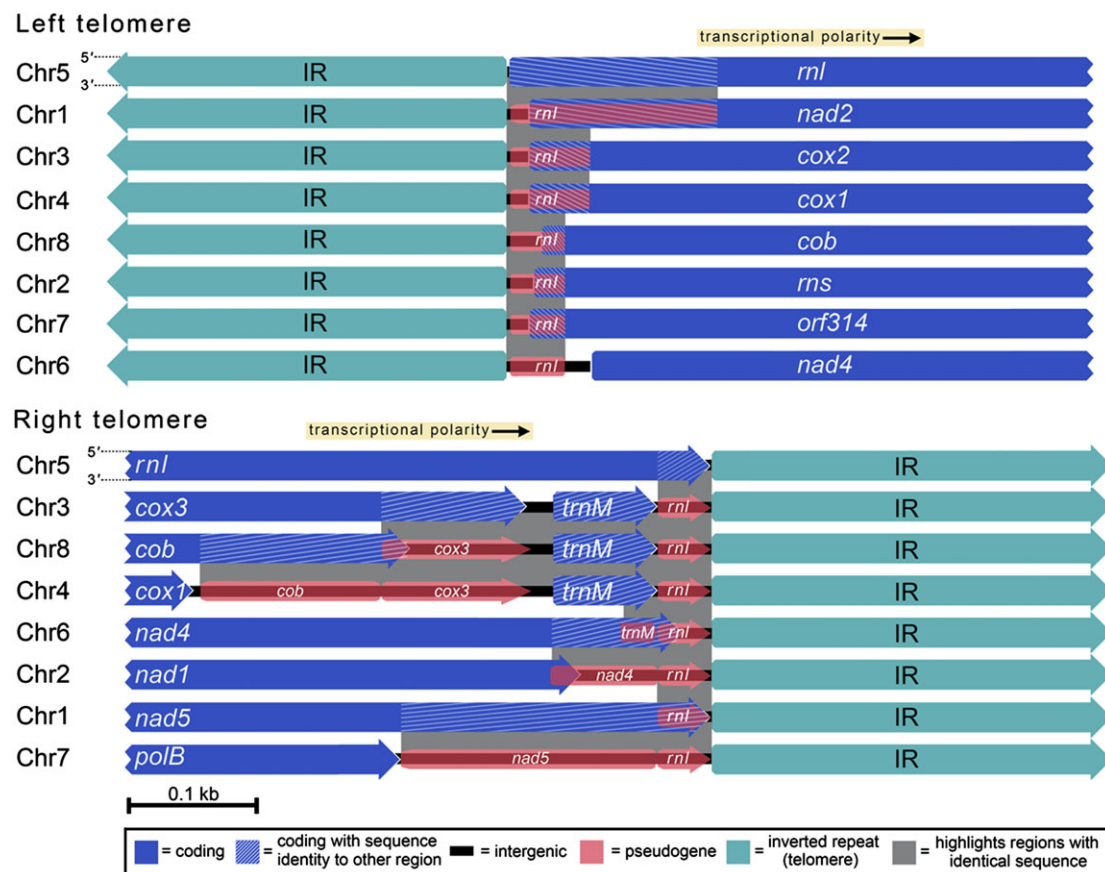 Left telomere
transcriptional polarity
5′
3′
Chr5 IR rnl
Chr1 rnl nad2
IR
Chr3 IR rnl cox2
Chr4 IR rnl cox1
Chr8 IR rnl cob
Chr2 IR rnl rns
Chr7 IR rnl orf314
Chr6 IR rnl nad4
Right telomere
transcriptional polarity
5′
3′
Chr5 rnl IR
Chr3 cox3 trnM rnl IR
Chr8 cob cox3 trnM rnl IR
Chr4 cox1 cob cox3 trnM rnl IR
Chr6 nad4 trnM rnl IR
Chr2 nad1 nad4 rnl IR
Chr1 nad5 rnl IR
Chr7 polB nad5 rnl IR
0.1 kb
= coding
= coding with sequence
identity to other region
= intergenic
= pseudogene
= inverted repeat
(telomere)
= highlights regions with
identical sequence